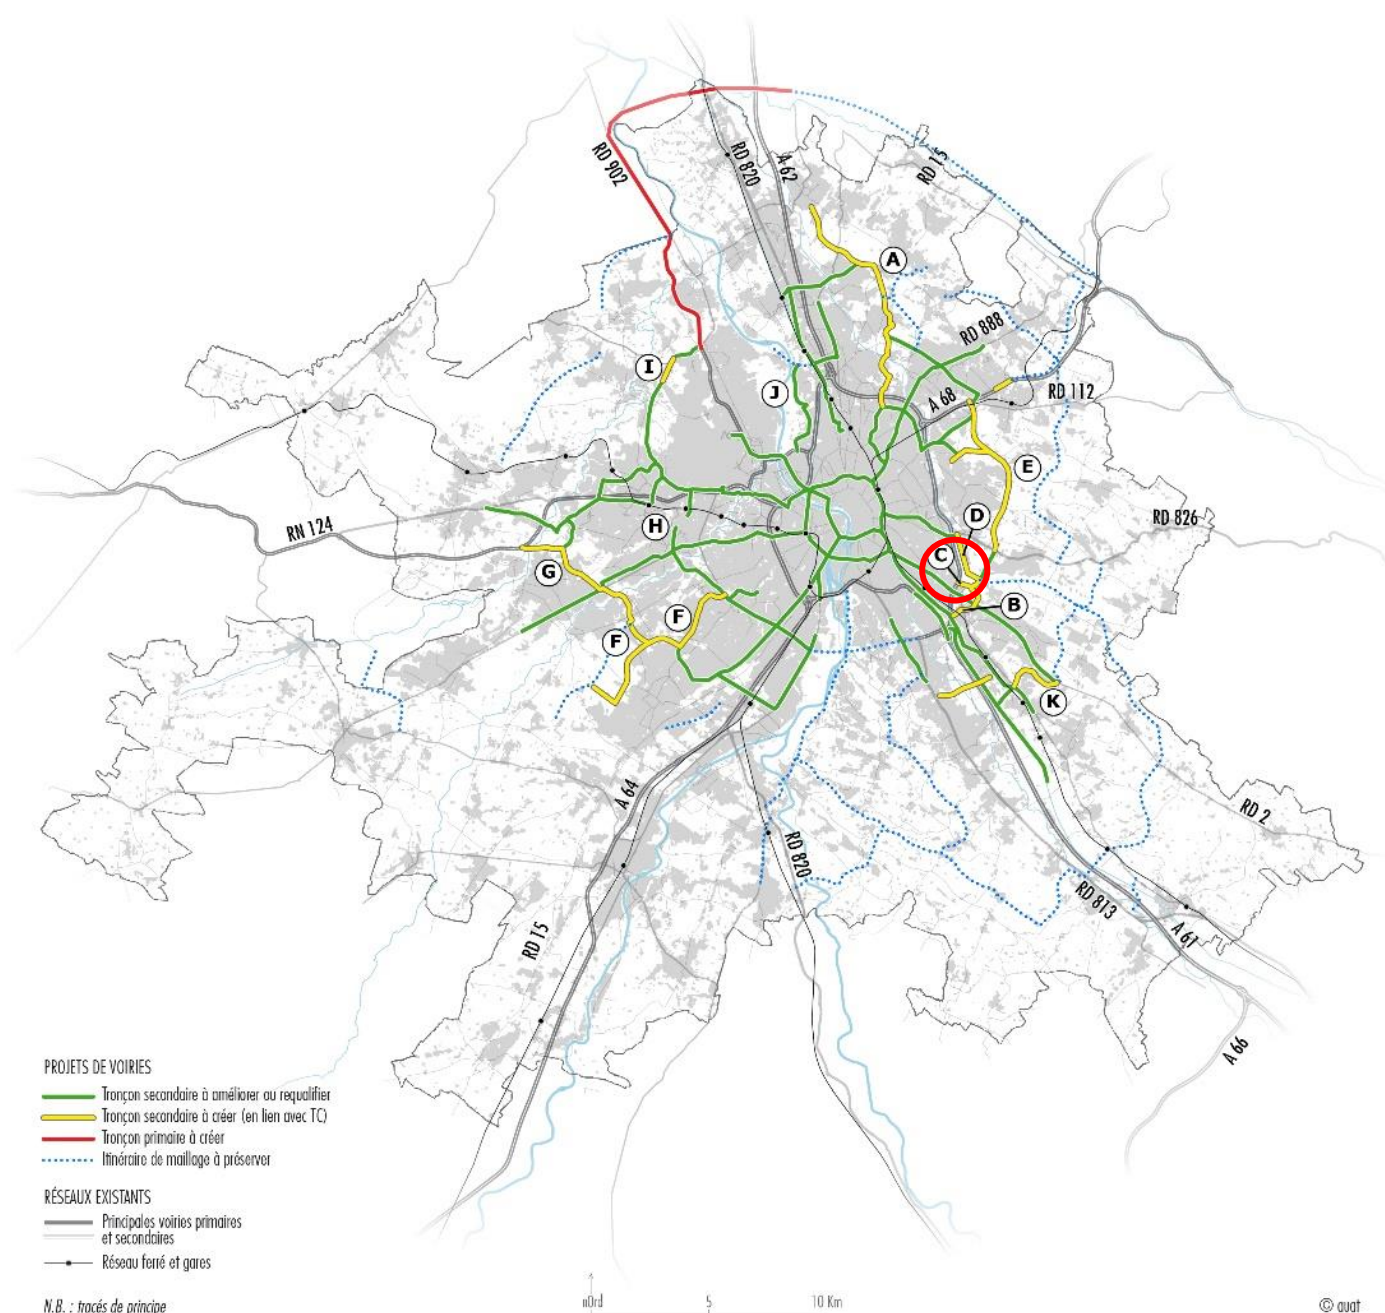 RD 902
RD 820
A 62
RD 15
A
RD 888
I
J
A 68
RD 112
E
RN 124
H
D
RD 826
C
G
B
F
F
K
A 64
RD 820
RD 2
RD 813
A 61
RD 15
A 66
PROJETS DE VOIRIES
Tronçon secondaire à améliorer ou requalifier
Tronçon secondaire à créer (en lien avec TC)
Tronçon primaire à créer
Itinéraire de maillage à préserver
RÉSEAUX EXISTANTS
Principales voiries primaires
et secondaires
Réseau ferré et gares
N.B. : tracés de principe
nOrd 5 10 Km
© auat